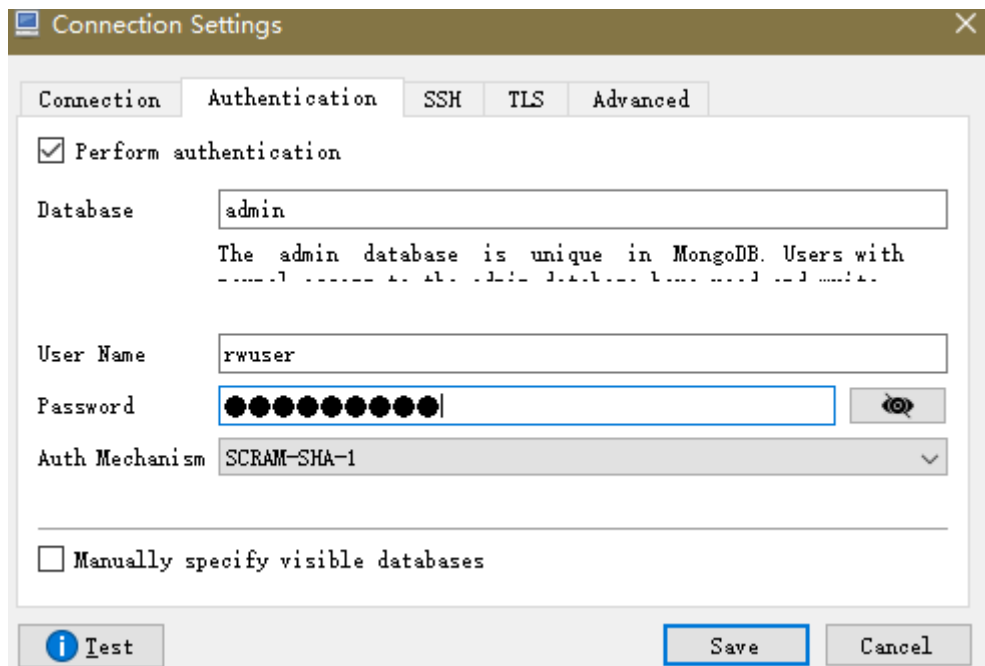 Connection Settings
Connection Authentication SSH TLS Advanced
Perform authentication
Database admin
The admin database is unique in MongoDB. Users with
User Name rwuser
Password ●●●●●●●●●
Auth Mechanism SCRAM-SHA-1
Manually specify visible databases
Test Save Cancel